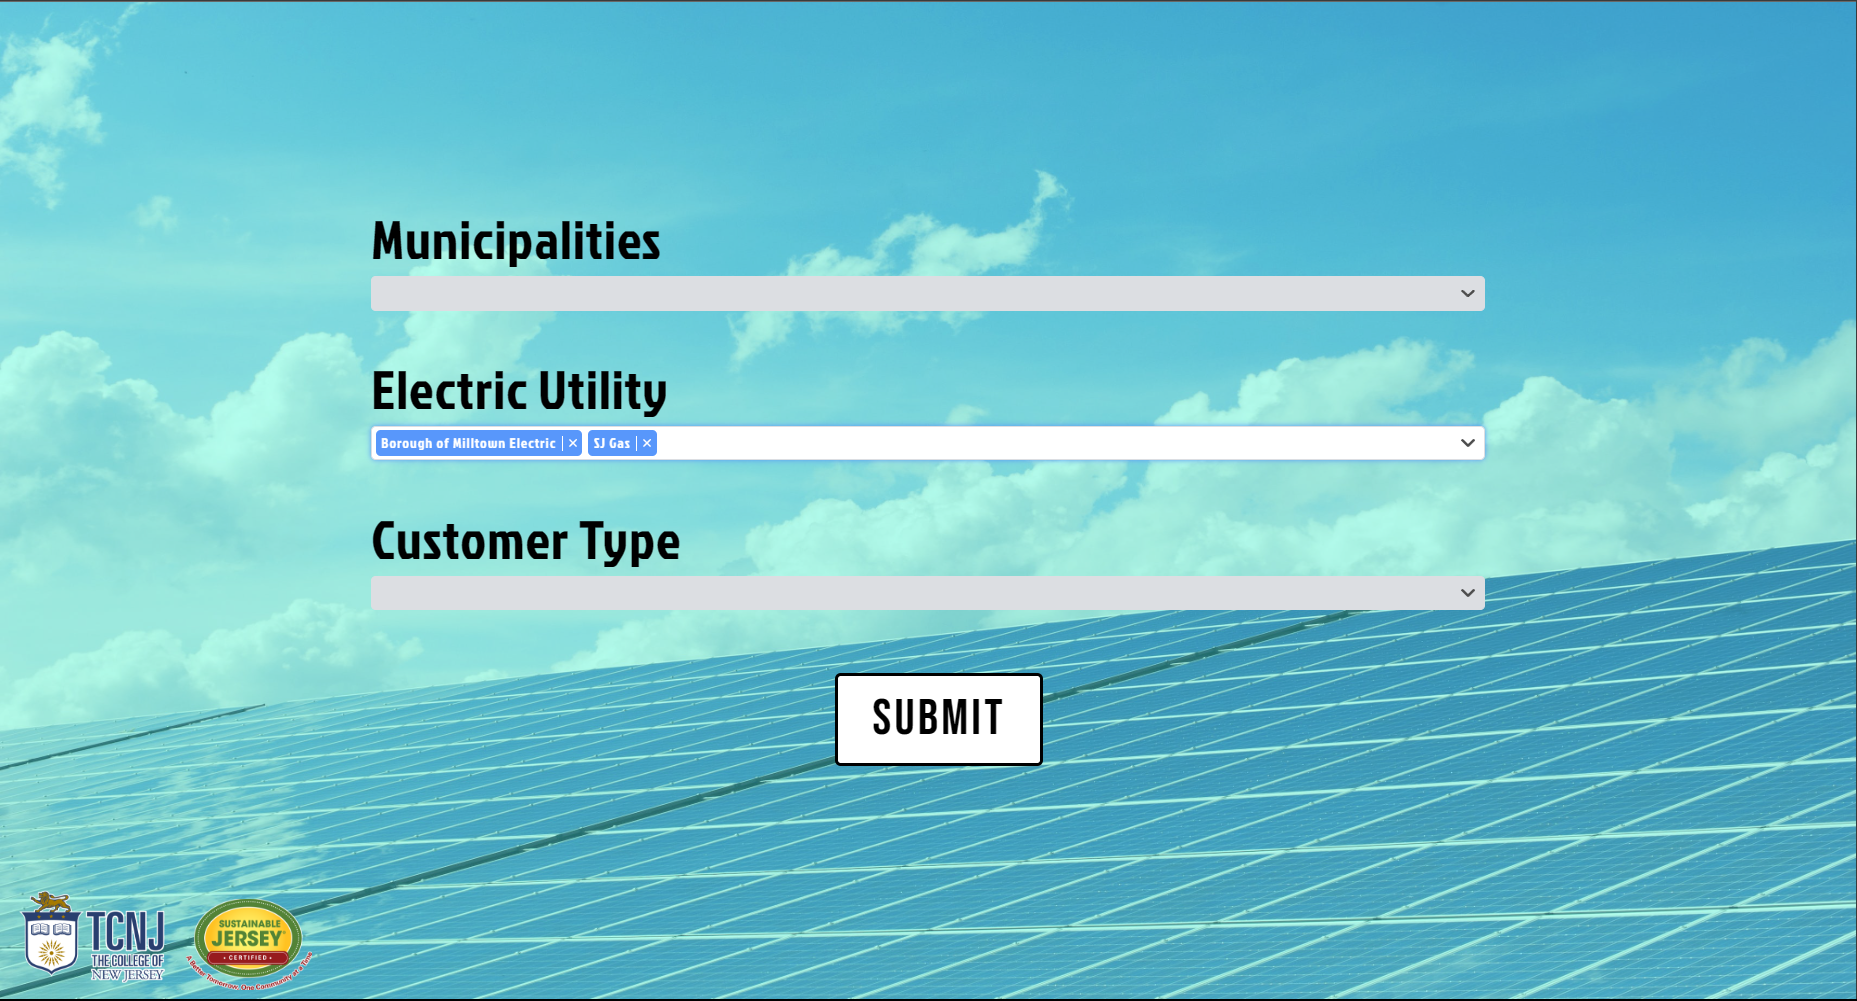 Municipalities
Electric Utility
Borough of Milltown Electric | × SJ Gas | ×
Customer Type
SUBMIT
TCNJ
THE COLLEGE OF
NEW JERSEY
SUSTAINABLE
JERSEY
• CERTIFIED •
A Better Tomorrow, One Community at a Time